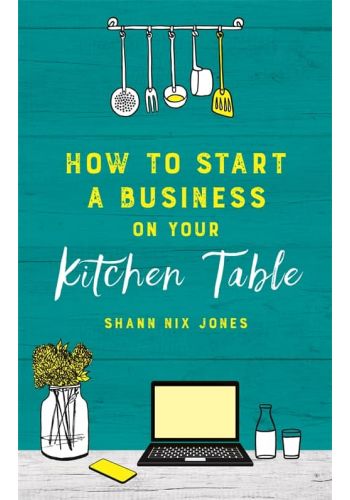 HOW TO START
A BUSINESS
ON YOUR
Kitchen Table
SHANN NIX JONES